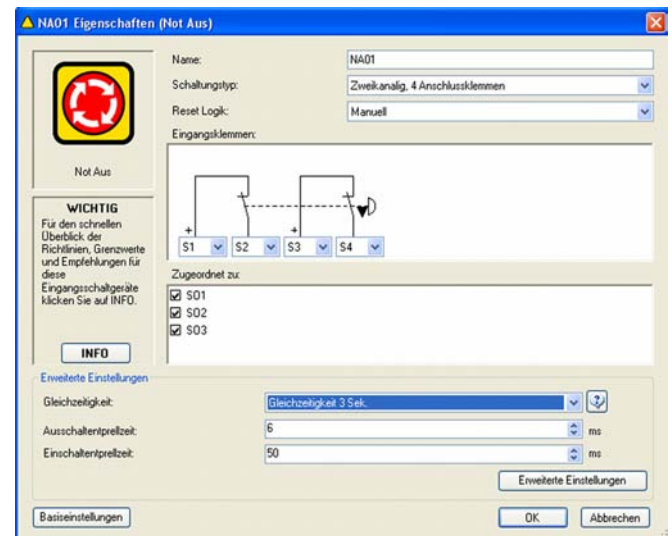 NA01 Eigenschaften (Not Aus)
Not Aus
WICHTIG
Für den schnellen
Überblick der
Richtlinien, Grenzwerte
und Empfehlungen für
diese
Eingangsschaltgeräte
klicken Sie auf INFO.
INFO
Name:
NA01
Schaltungstyp:
Zweikanalig, 4 Anschlussklemmen
Reset Logik:
Manuell
Eingangsklemmen:
+ +
S1 S2 S3 S4
Zugeordnet zu:
SO1
SO2
SO3
Erweiterte Einstellungen
Gleichzeitigkeit:
Gleichzeitigkeit 3 Sek.
Ausschaltentprellzeit:
6
ms
Einschaltentprellzeit:
50
ms
Erweiterte Einstellungen
Basiseinstellungen
OK
Abbrechen